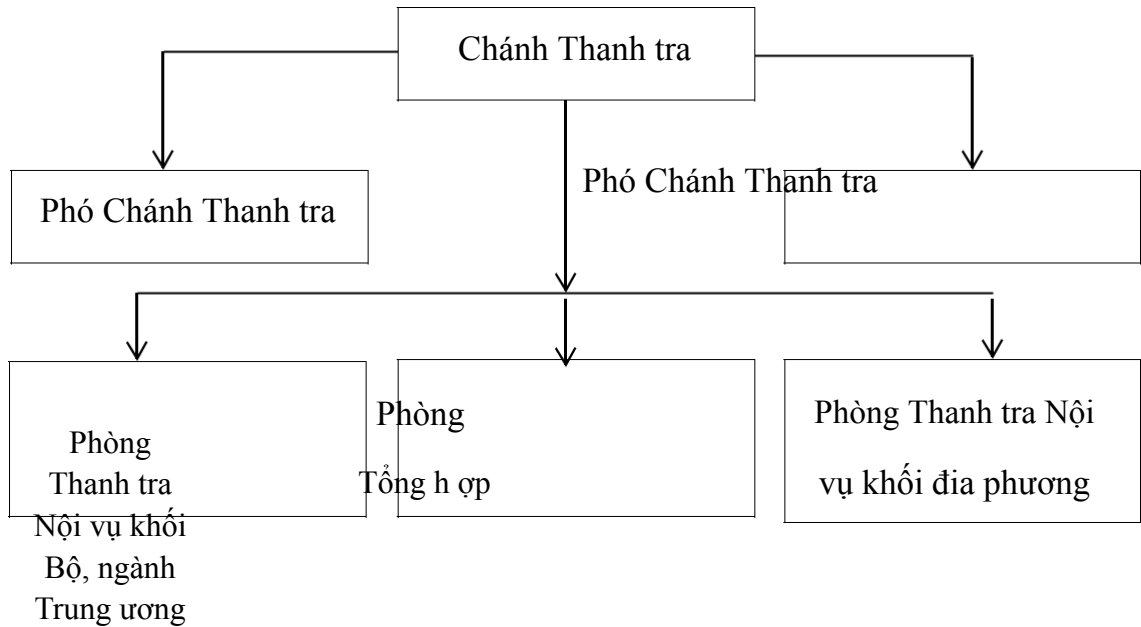 Chánh Thanh tra
Phó Chánh Thanh tra
Phó Chánh Thanh tra
Phòng
Thanh tra
Nội vụ khối
Bộ, ngành
Trung ương
Phòng
Tổng h ợp
Phòng Thanh tra Nội
vụ khối đia phương